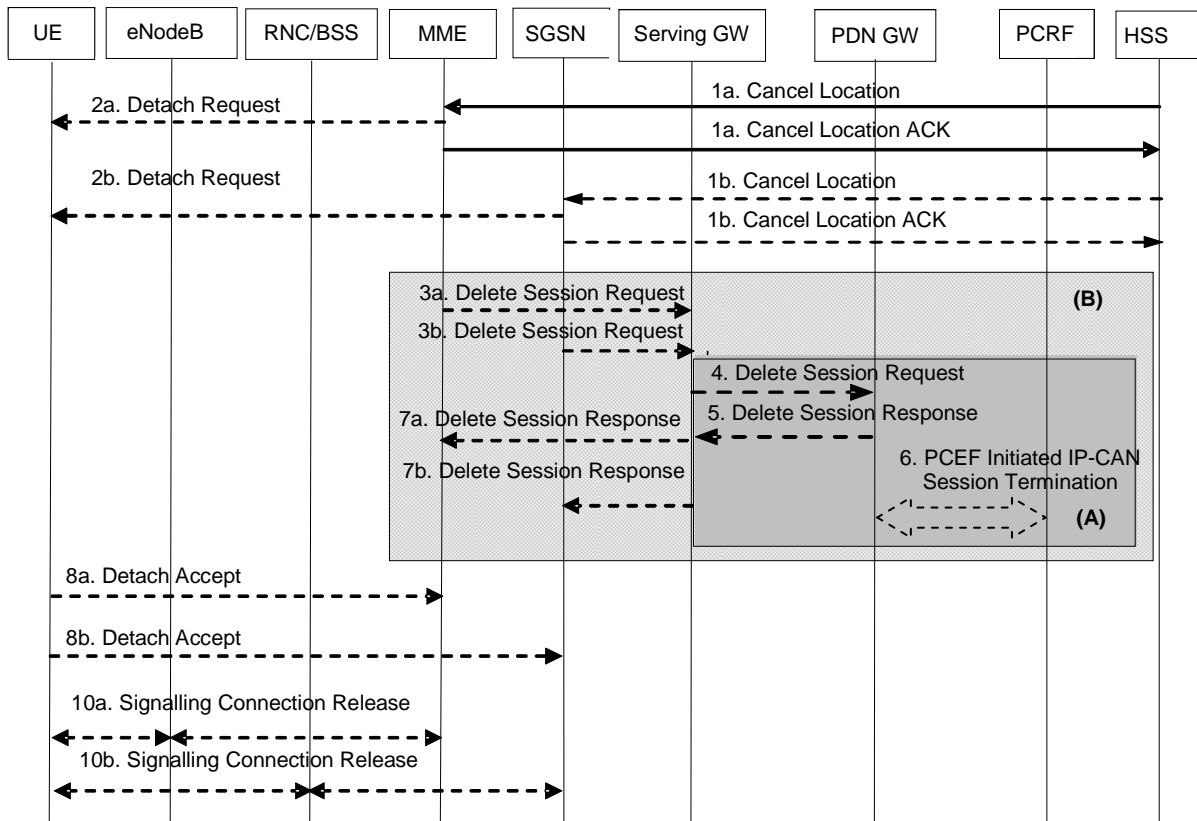 UE
eNodeB
RNC/BSS
MME
SGSN
Serving GW
PDN GW
PCRF
HSS
2a. Detach Request
1a. Cancel Location
1a. Cancel Location ACK
2b. Detach Request
1b. Cancel Location
1b. Cancel Location ACK
3a. Delete Session Request
(B)
3b. Delete Session Request
4. Delete Session Request
7a. Delete Session Response
5. Delete Session Response
7b. Delete Session Response
6. PCEF Initiated IP-CAN
Session Termination
(A)
8a. Detach Accept
8b. Detach Accept
10a. Signalling Connection Release
10b. Signalling Connection Release